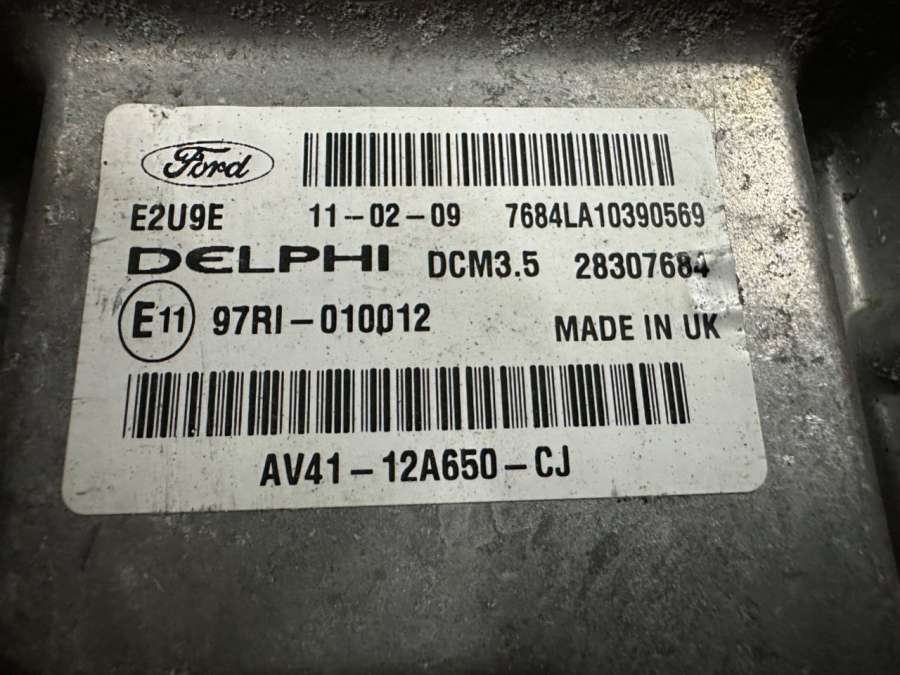 Ford
E2U9E 11-02-09 7684LA10390569
DELPHI DCM3.5 28307684
E11 97RI-010012 MADE IN UK
AV41-12A650-CJ